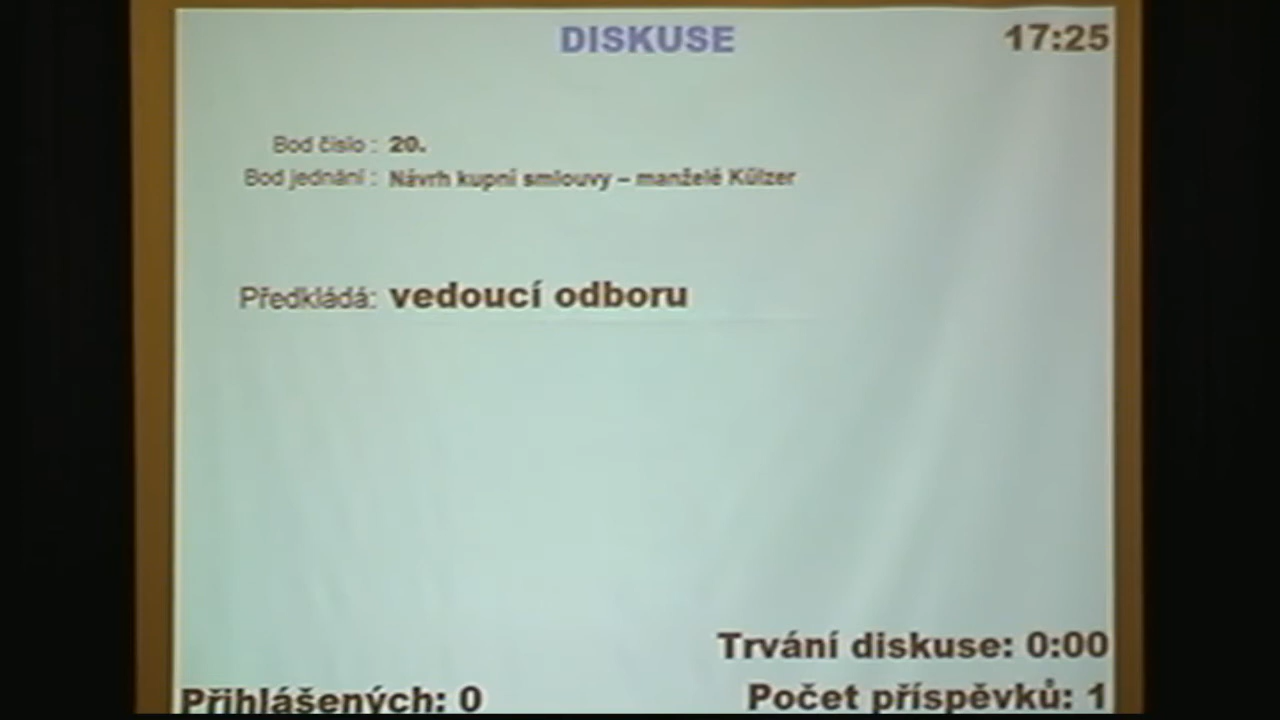 DISKUSE 17:25
Bod číslo : 20.
Bod jednání : Návrh kupní smlouvy – manželé Külzer
Předkládá: vedoucí odboru
Trvání diskuse: 0:00
Přihlášených: 0 Počet příspěvků: 1